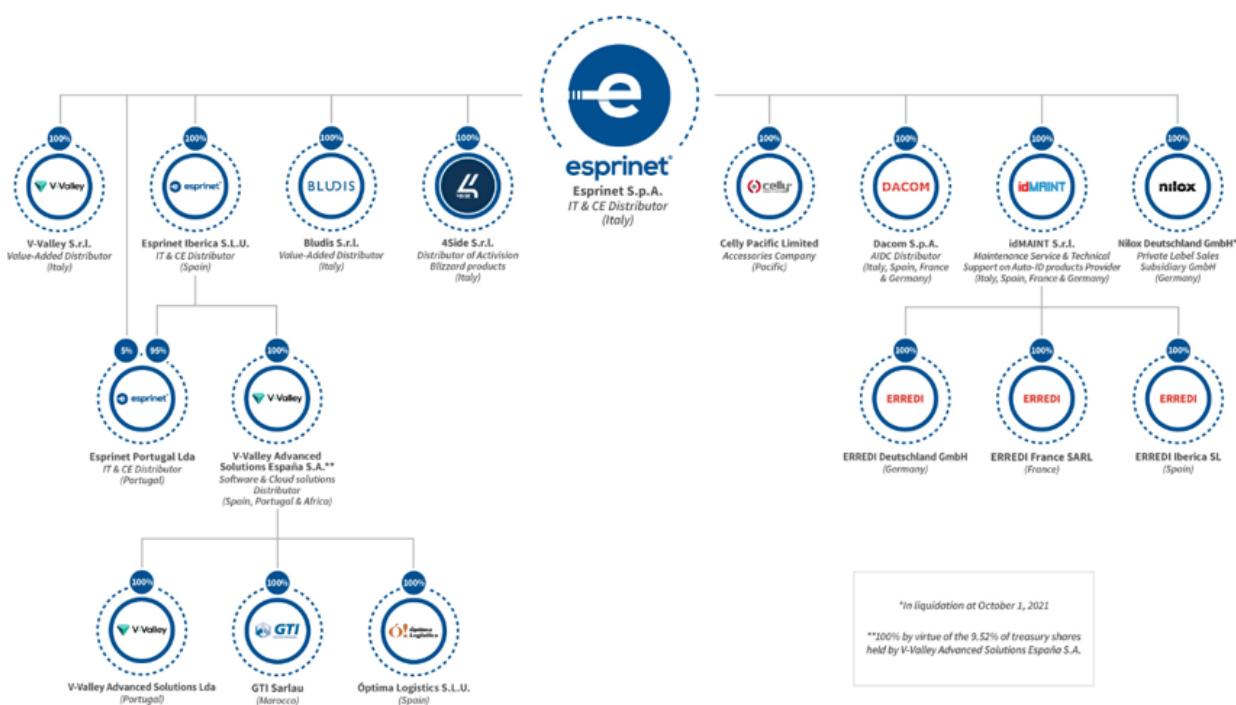 esprinet
Esprinet S.p.A.
IT & CE Distributor
(Italy)
100%
V-Valley
V-Valley S.r.l.
Value-Added Distributor
(Italy)
100%
esprinet
Esprinet Iberica S.L.U.
IT & CE Distributor
(Spain)
100%
BLUDIS
Bludis S.r.l.
Value-Added Distributor
(Italy)
100%
4Side S.r.l.
Distributor of Activision
Blizzard products
(Italy)
100%
celly
Celly Pacific Limited
Accessories Company
(Pacific)
100%
DACOM
Dacom S.p.A.
AIDC Distributor
(Italy, Spain, France
& Germany)
100%
idMAINT
idMAINT S.r.l.
Maintenance Service & Technical
Support on Auto-ID products Provider
(Italy, Spain, France & Germany)
100%
nilox
Nilox Deutschland GmbH*
Private Label Sales
Subsidiary GmbH
(Germany)
5% 95%
esprinet
Esprinet Portugal Lda
IT & CE Distributor
(Portugal)
100%
V-Valley
V-Valley Advanced
Solutions España S.A.**
Software & Cloud solutions
Distributor
(Spain, Portugal & Africa)
100%
ERREDI
ERREDI Deutschland GmbH
(Germany)
100%
ERREDI
ERREDI France SARL
(France)
100%
ERREDI
ERREDI Iberica SL
(Spain)
100%
V-Valley
V-Valley Advanced Solutions Lda
(Portugal)
100%
GTI
GTI Sarlau
(Marocco)
100%
Ó! Óptima
Logistics
Óptima Logistics S.L.U.
(Spain)
*In liquidation at October 1, 2021
**100% by virtue of the 9.52% of treasury shares
held by V-Valley Advanced Solutions España S.A.